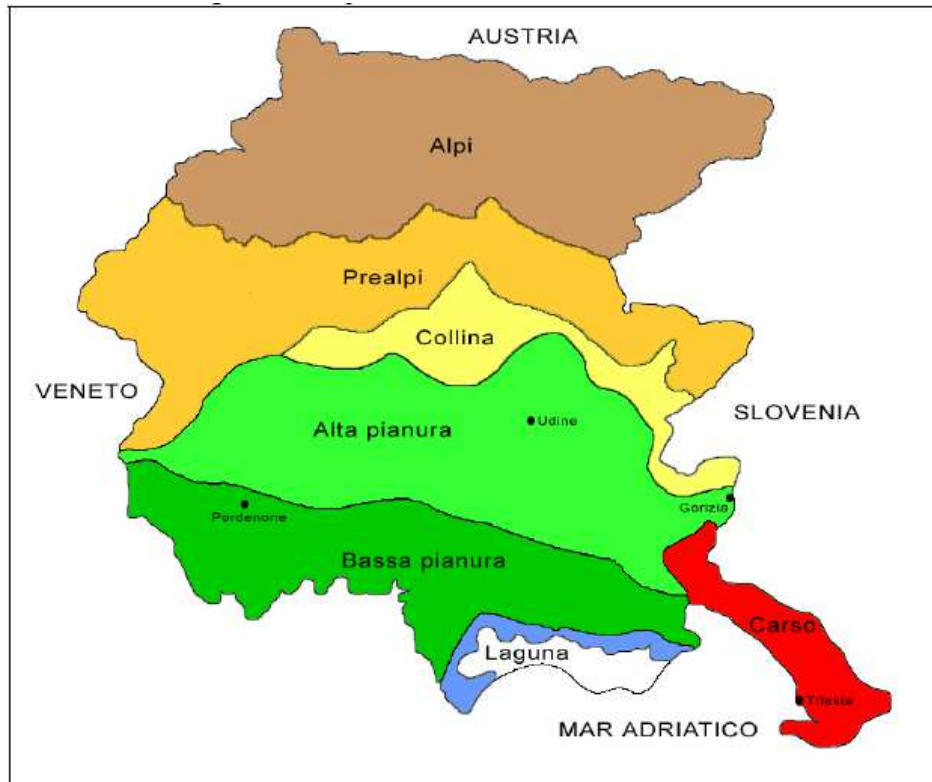 AUSTRIA
Alpi
Prealpi
Collina
VENETO
SLOVENIA
Alta pianura
Udine
Gorizia
Pordenone
Bassa pianura
Carso
Laguna
Trieste
MAR ADRIATICO